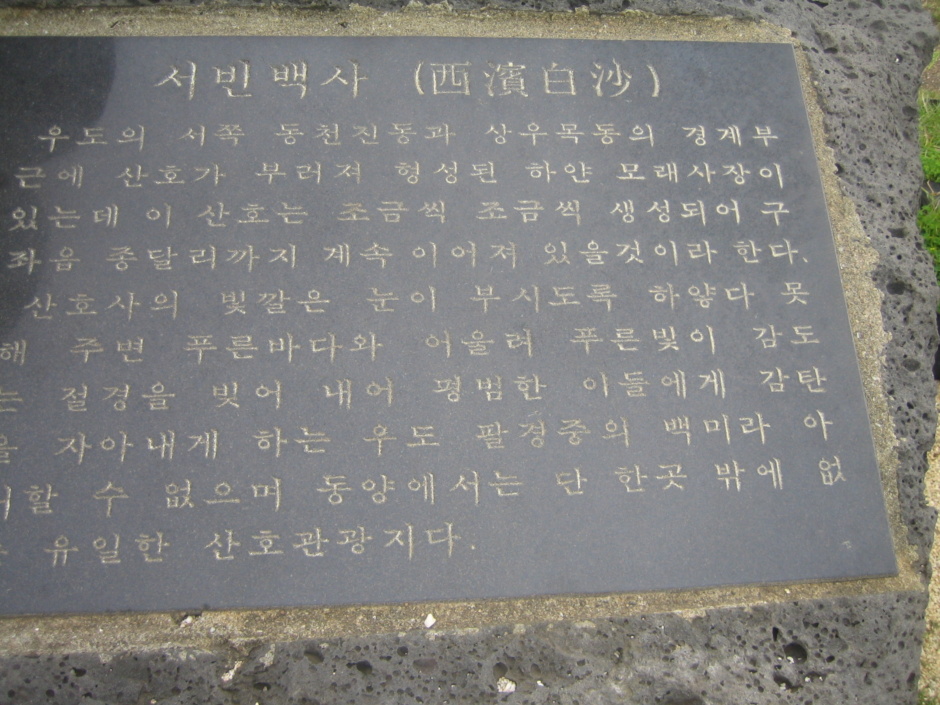 서빈백사 (西濱白沙)
우도의 서쪽 동천진동과 상우목동의 경계부
근에 산호가 부러져 형성된 하얀 모래사장이
있는데 이 산호는 조금씩 조금씩 생성되어 구
좌읍 종달리까지 계속 이어져 있을것이라 한다.
산호사의 빛깔은 눈이 부시도록 하얗다 못
해 주변 푸른바다와 어울려 푸른빛이 감도
는 절경을 빚어 내어 평범한 이들에게 감탄
을 자아내게 하는 우도 팔경중의 백미라 아
할 수 없으며 동양에서는 단 한곳 밖에 없
유일한 산호관광지다.